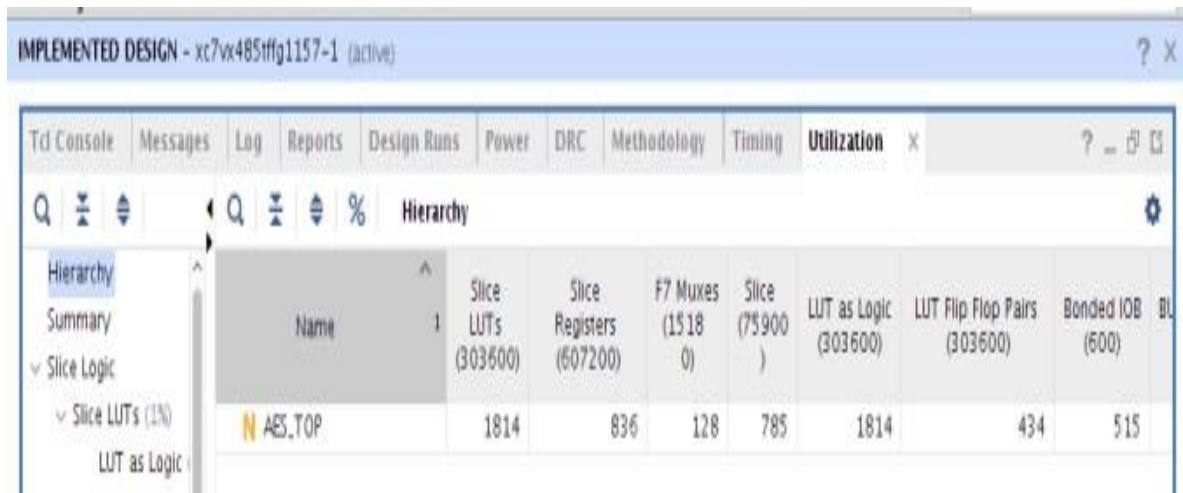 IMPLEMENTED DESIGN - xc7vx485tffg1157-1 (active)
? X
Tcl Console Messages Log Reports Design Runs Power DRC Methodology Timing Utilization
Hierarchy
Hierarchy
Summary
Slice Logic
Slice LUTs (1%)
LUT as Logic
Name 1
Slice LUTs (303600)
Slice Registers (607200)
F7 Muxes (1518
0)
Slice (75900
)
LUT as Logic (303600)
LUT Flip Flop Pairs (303600)
Bonded IOB (600)
N AES_TOP 1814 836 128 785 1814 434 515